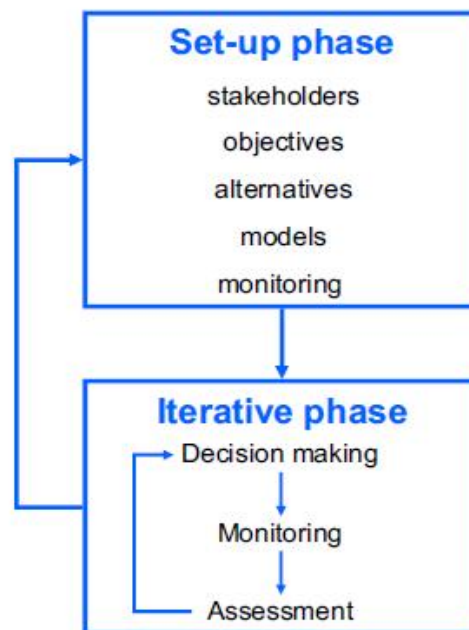 Set-up phase
stakeholders
objectives
alternatives
models
monitoring
Iterative phase
Decision making
Monitoring
Assessment